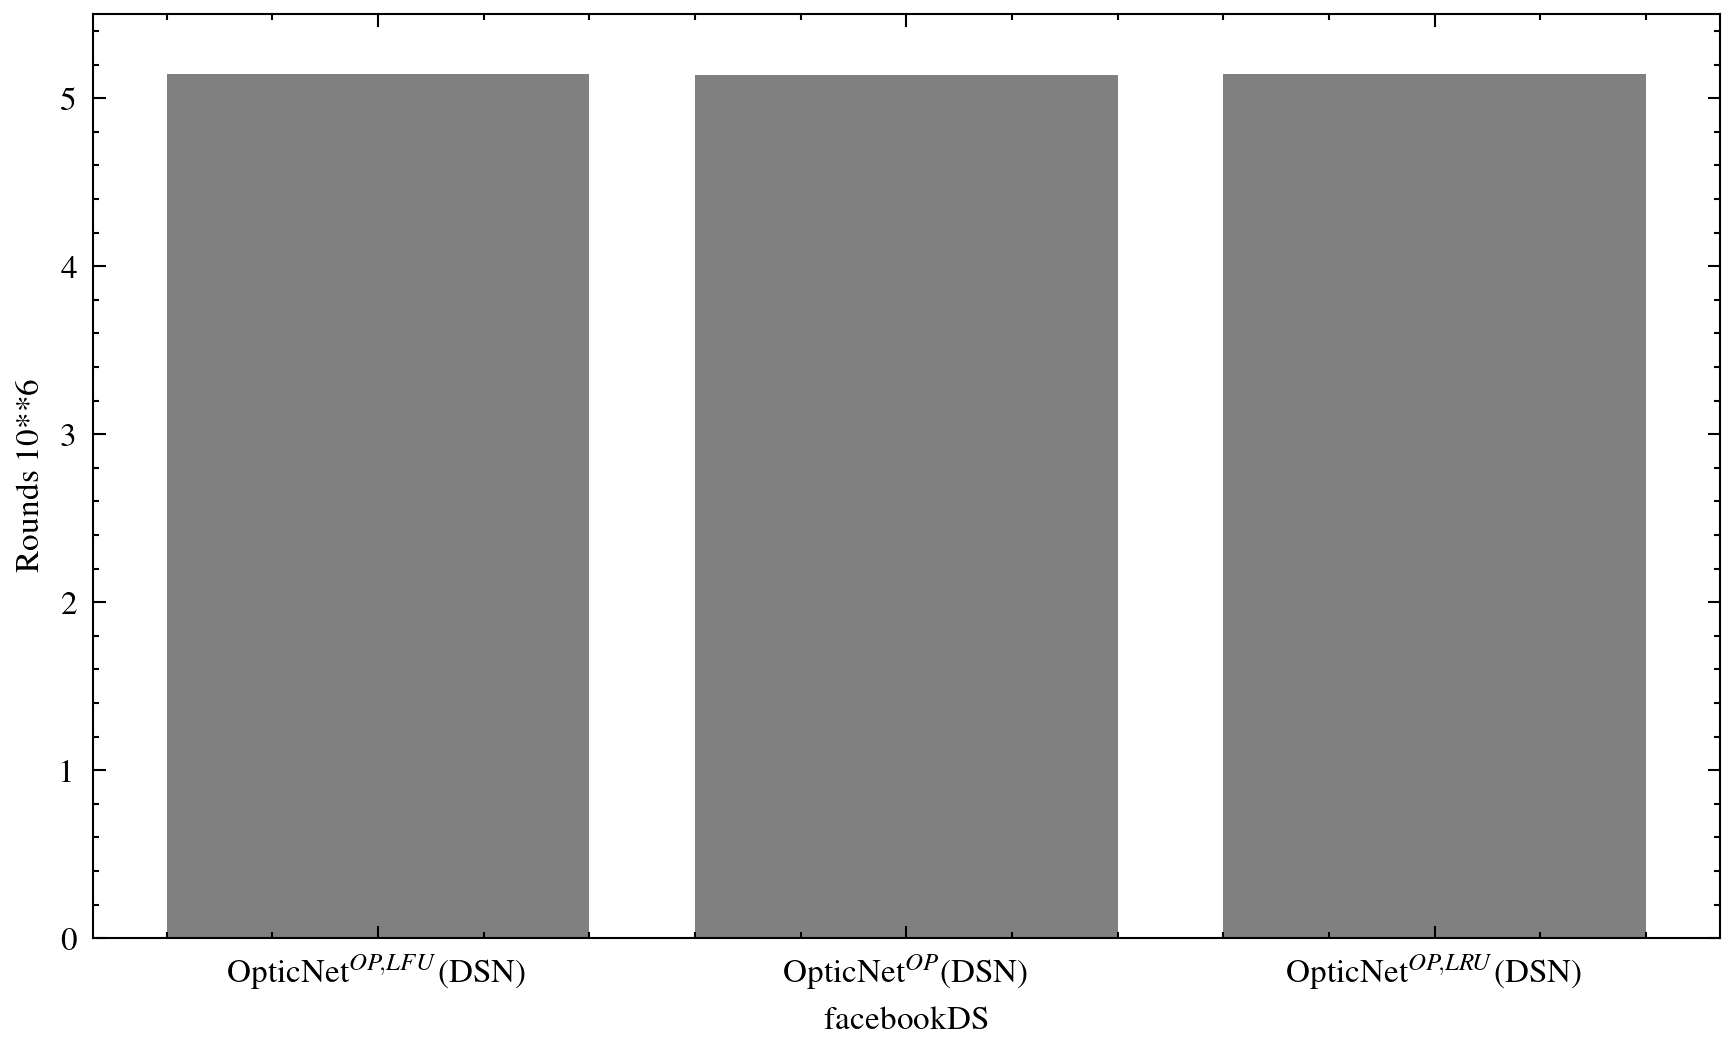 Rounds 10**6
5
4
3
2
1
0
OpticNet^{OP,LFU}(DSN) OpticNet^{OP}(DSN) OpticNet^{OP,LRU}(DSN)
facebookDS